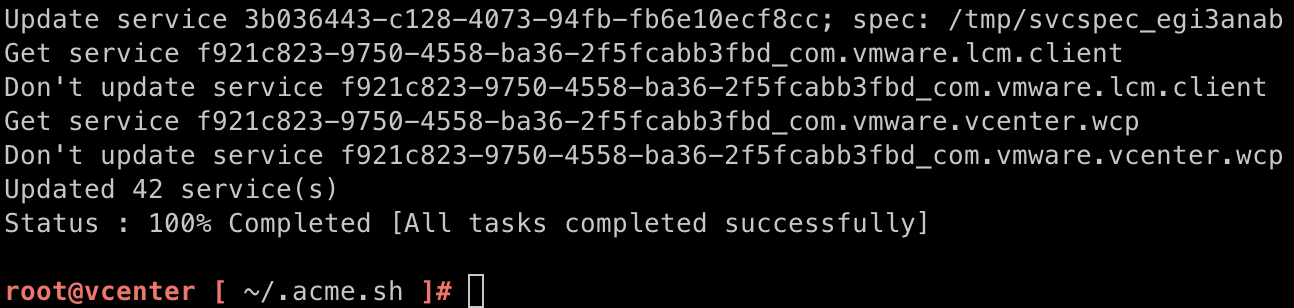 Update service 3b036443-c128-4073-94fb-fb6e10ecf8cc; spec: /tmp/svcspec_egi3anab
Get service f921c823-9750-4558-ba36-2f5fcabb3fbd_com.vmware.lcm.client
Don't update service f921c823-9750-4558-ba36-2f5fcabb3fbd_com.vmware.lcm.client
Get service f921c823-9750-4558-ba36-2f5fcabb3fbd_com.vmware.vcenter.wcp
Don't update service f921c823-9750-4558-ba36-2f5fcabb3fbd_com.vmware.vcenter.wcp
Updated 42 service(s)
Status : 100% Completed [All tasks completed successfully]
root@vcenter [ ~/.acme.sh ]#